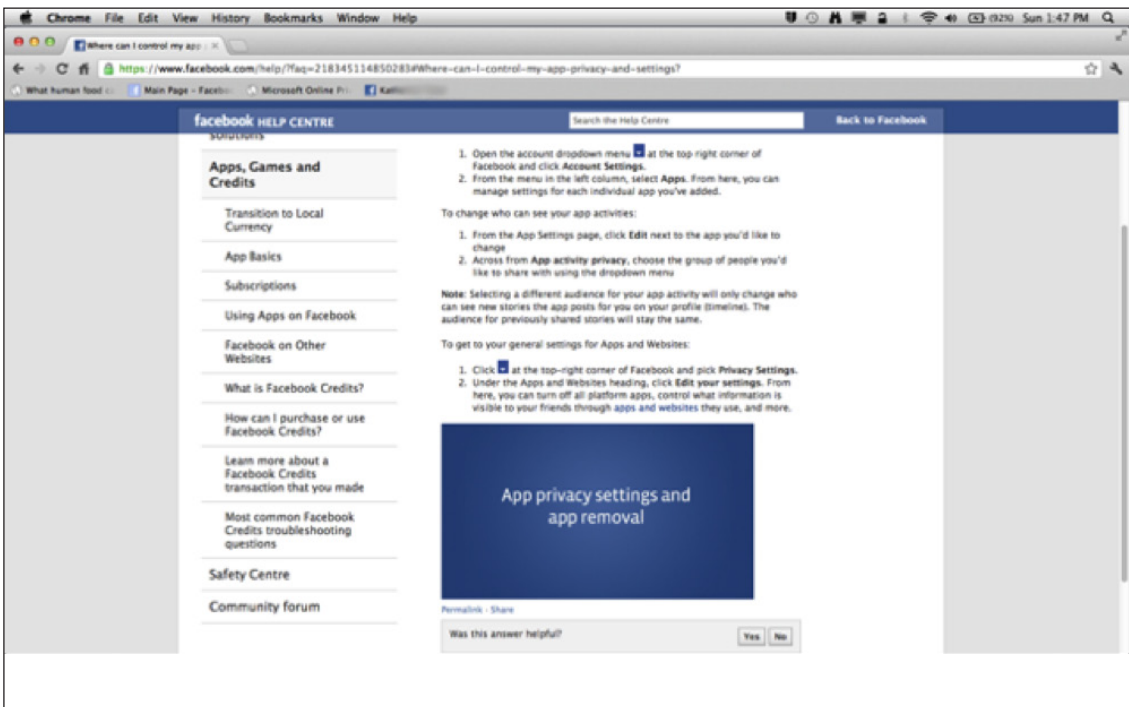 Chrome File Edit View History Bookmarks Window Help
(92%) Sun 1:47 PM
Where can I control my app
https://www.facebook.com/help/?faq=218345114850283#Where-can-I-control-my-app-privacy-and-settings?
What human food
Main Page - Facebo
Microsoft Online Pri
facebook HELP CENTRE
Search the Help Centre
Back to Facebook
solutions
Apps, Games and
Credits
Transition to Local
Currency
App Basics
Subscriptions
Using Apps on Facebook
Facebook on Other
Websites
What is Facebook Credits?
How can I purchase or use
Facebook Credits?
Learn more about a
Facebook Credits
transaction that you made
Most common Facebook
Credits troubleshooting
questions
Safety Centre
Community forum
1. Open the account dropdown menu at the top right corner of
Facebook and click Account Settings.
2. From the menu in the left column, select Apps. From here, you can
manage settings for each individual app you've added.
To change who can see your app activities:
1. From the App Settings page, click Edit next to the app you'd like to
change
2. Across from App activity privacy, choose the group of people you'd
like to share with using the dropdown menu
Note: Selecting a different audience for your app activity will only change who
can see new stories the app posts for you on your profile (timeline). The
audience for previously shared stories will stay the same.
To get to your general settings for Apps and Websites:
1. Click at the top-right corner of Facebook and pick Privacy Settings.
2. Under the Apps and Websites heading, click Edit your settings. From
here, you can turn off all platform apps, control what information is
visible to your friends through apps and websites they use, and more.
App privacy settings and
app removal
Permalink · Share
Was this answer helpful?
Yes
No